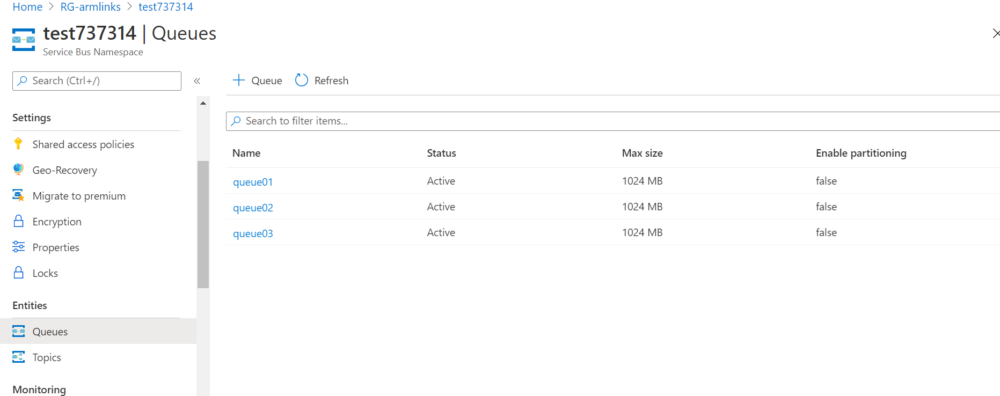 Home > RG-armlinks > test737314
test737314 | Queues
Service Bus Namespace
Search (Ctrl+/)
«
Settings
Shared access policies
Geo-Recovery
Migrate to premium
Encryption
Properties
Locks
Entities
Queues
Topics
Monitoring
Queue Refresh
Search to filter items...
Name Status Max size Enable partitioning
queue01 Active 1024 MB false
queue02 Active 1024 MB false
queue03 Active 1024 MB false